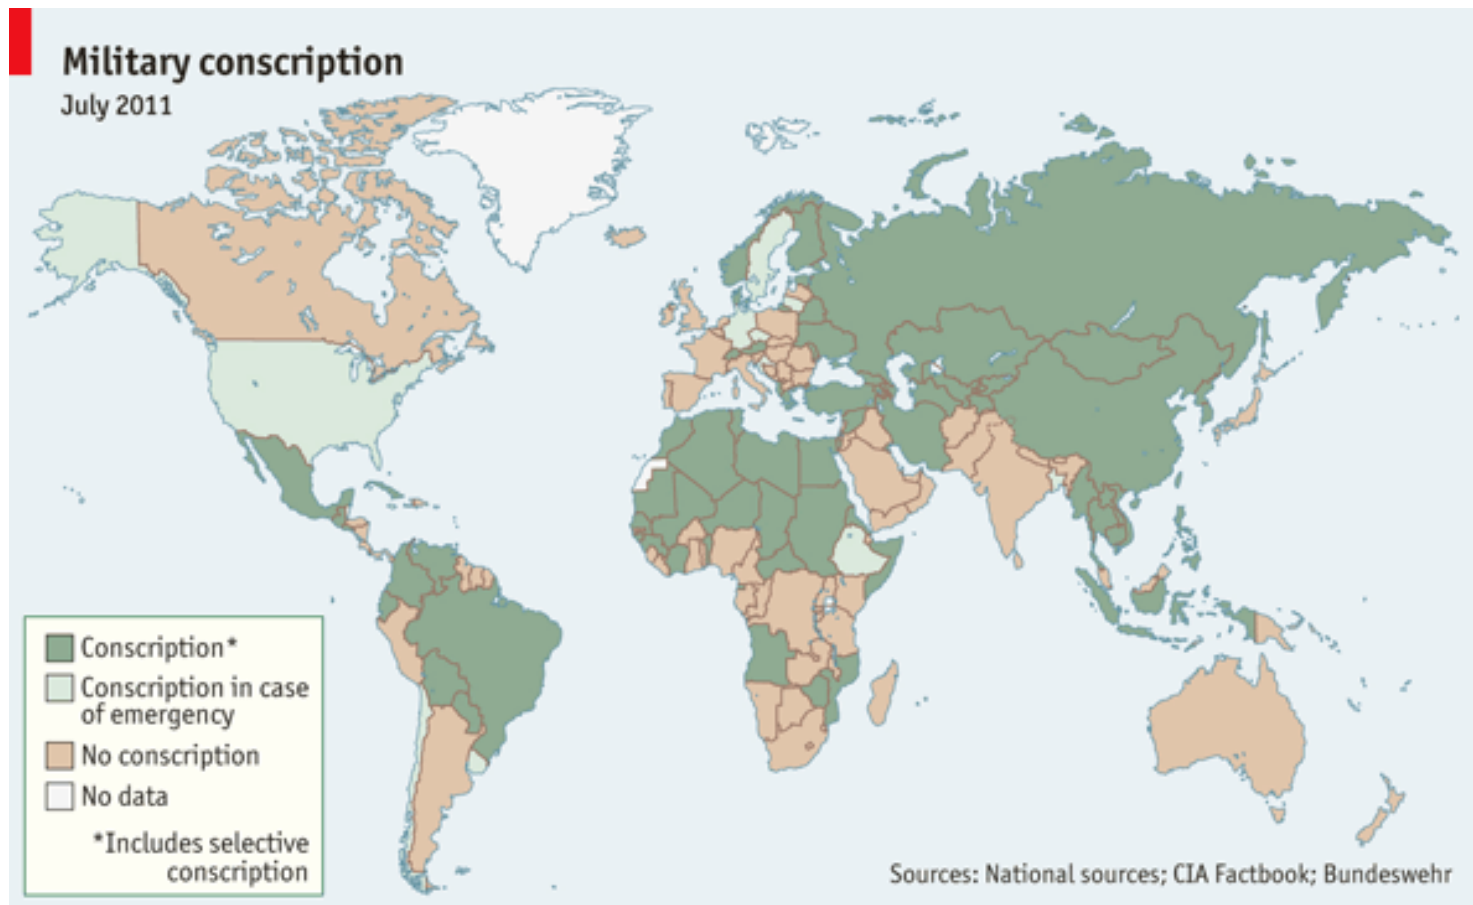 Military conscription
July 2011
Conscription*
Conscription in case
of emergency
No conscription
No data
*Includes selective
conscription
Sources: National sources; CIA Factbook; Bundeswehr